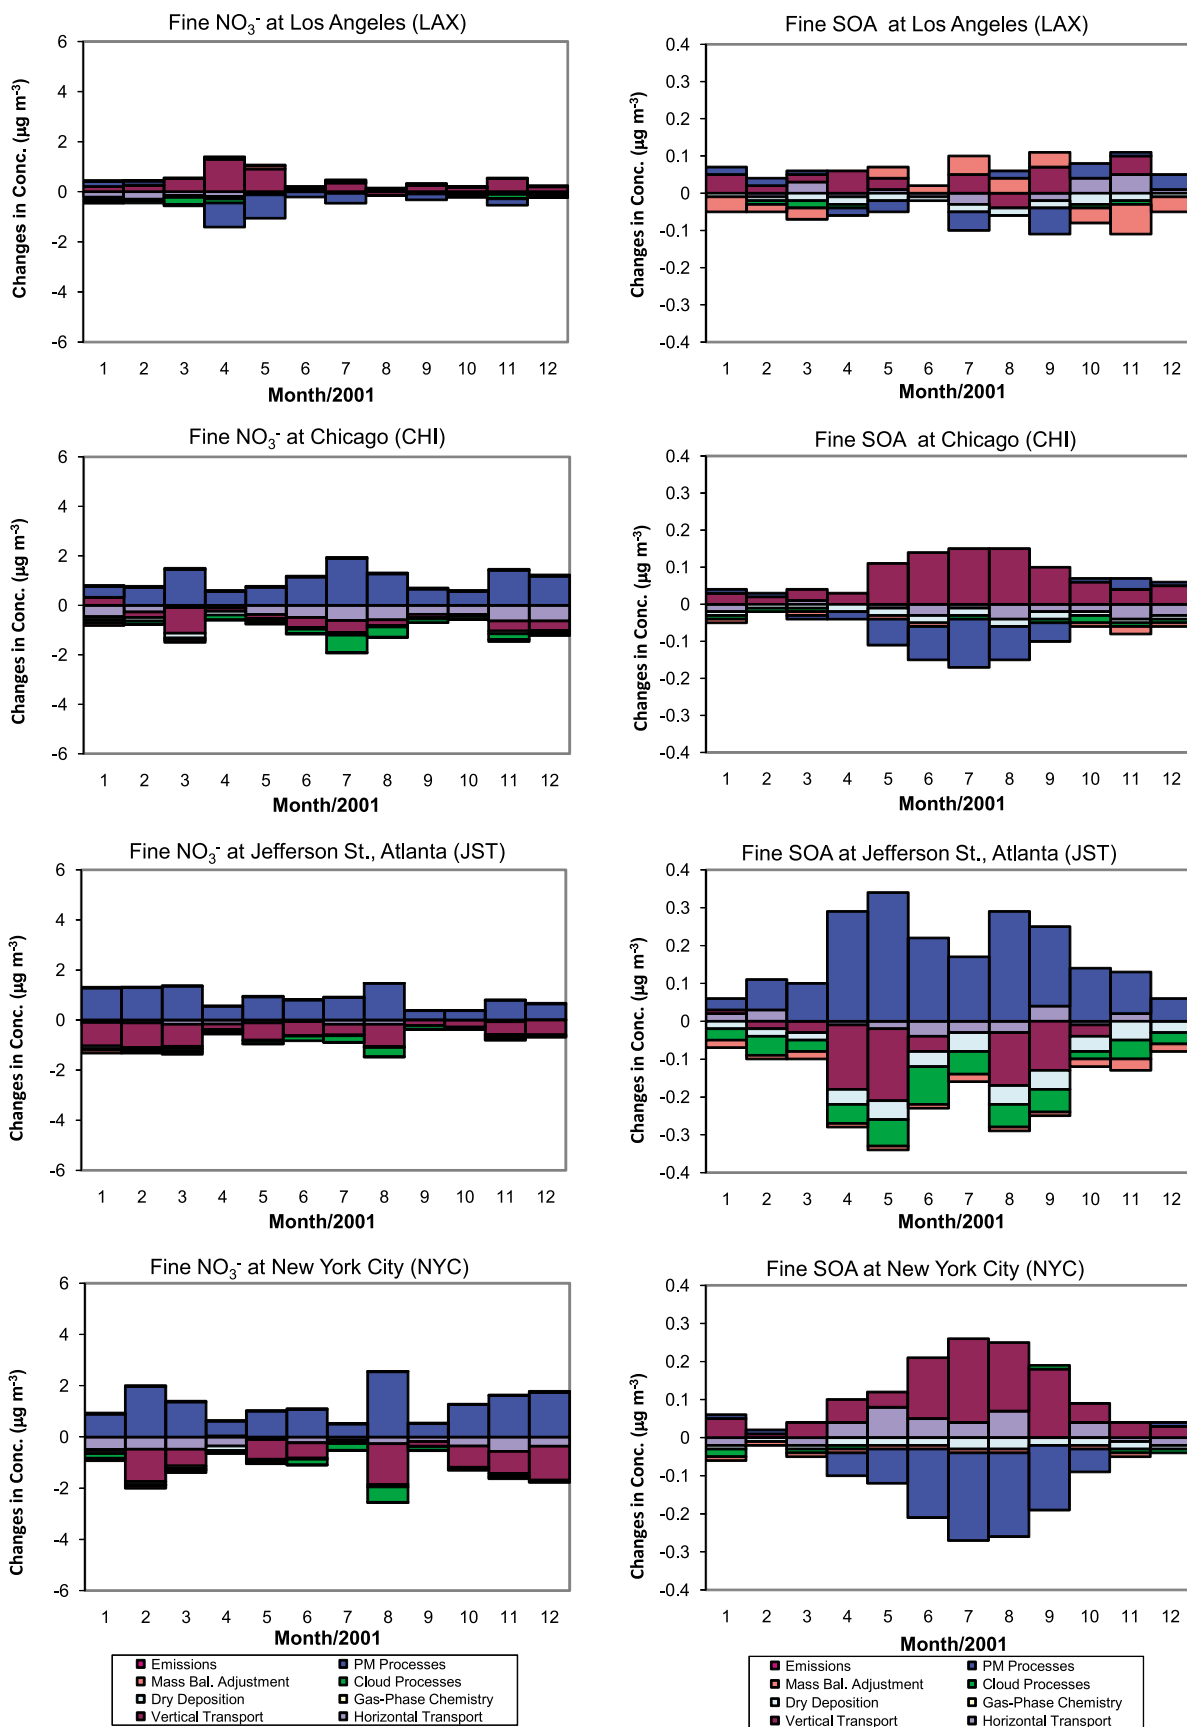 Fine NO₃⁻ at Los Angeles (LAX)
Changes in Conc. (µg m⁻³)
6
4
2
0
-2
-4
-6
1 2 3 4 5 6 7 8 9 10 11 12
Month/2001
Fine SOA at Los Angeles (LAX)
Changes in Conc. (µg m⁻³)
0.4
0.3
0.2
0.1
0
-0.1
-0.2
-0.3
-0.4
1 2 3 4 5 6 7 8 9 10 11 12
Month/2001
Fine NO₃⁻ at Chicago (CHI)
Changes in Conc. (µg m⁻³)
6
4
2
0
-2
-4
-6
1 2 3 4 5 6 7 8 9 10 11 12
Month/2001
Fine SOA at Chicago (CHI)
Changes in Conc. (µg m⁻³)
0.4
0.3
0.2
0.1
0
-0.1
-0.2
-0.3
-0.4
1 2 3 4 5 6 7 8 9 10 11 12
Month/2001
Fine NO₃⁻ at Jefferson St., Atlanta (JST)
Changes in Conc. (µg m⁻³)
6
4
2
0
-2
-4
-6
1 2 3 4 5 6 7 8 9 10 11 12
Month/2001
Fine SOA at Jefferson St., Atlanta (JST)
Changes in Conc. (µg m⁻³)
0.4
0.3
0.2
0.1
0
-0.1
-0.2
-0.3
-0.4
1 2 3 4 5 6 7 8 9 10 11 12
Month/2001
Fine NO₃⁻ at New York City (NYC)
Changes in Conc. (µg m⁻³)
6
4
2
0
-2
-4
-6
1 2 3 4 5 6 7 8 9 10 11 12
Month/2001
Fine SOA at New York City (NYC)
Changes in Conc. (µg m⁻³)
0.4
0.3
0.2
0.1
0
-0.1
-0.2
-0.3
-0.4
1 2 3 4 5 6 7 8 9 10 11 12
Month/2001
Emissions PM Processes
Mass Bal. Adjustment Cloud Processes
Dry Deposition Gas-Phase Chemistry
Vertical Transport Horizontal Transport
Emissions PM Processes
Mass Bal. Adjustment Cloud Processes
Dry Deposition Gas-Phase Chemistry
Vertical Transport Horizontal Transport